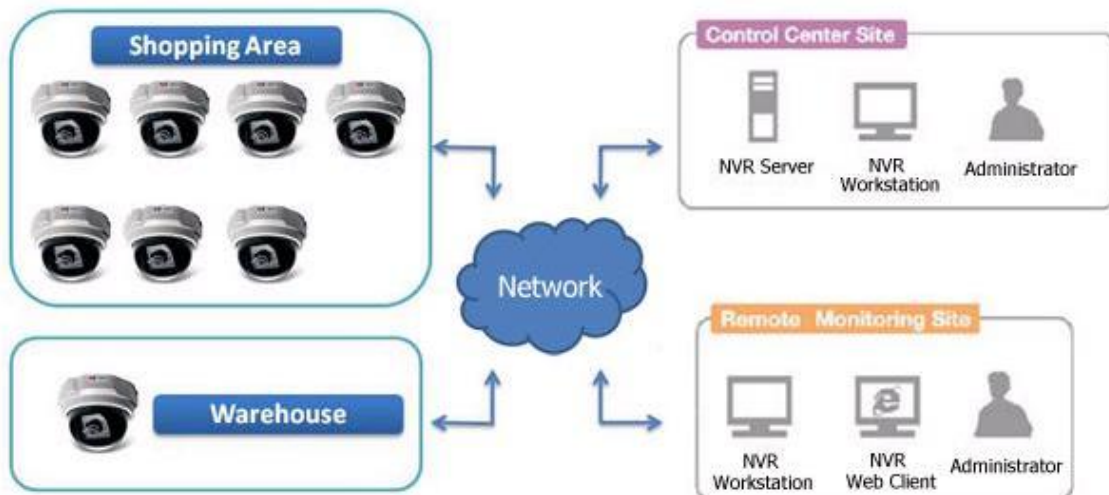 Shopping Area
Control Center Site
NVR Server
NVR
Workstation
Administrator
Network
Remote Monitoring Site
Warehouse
NVR
Workstation
NVR
Web Client
Administrator